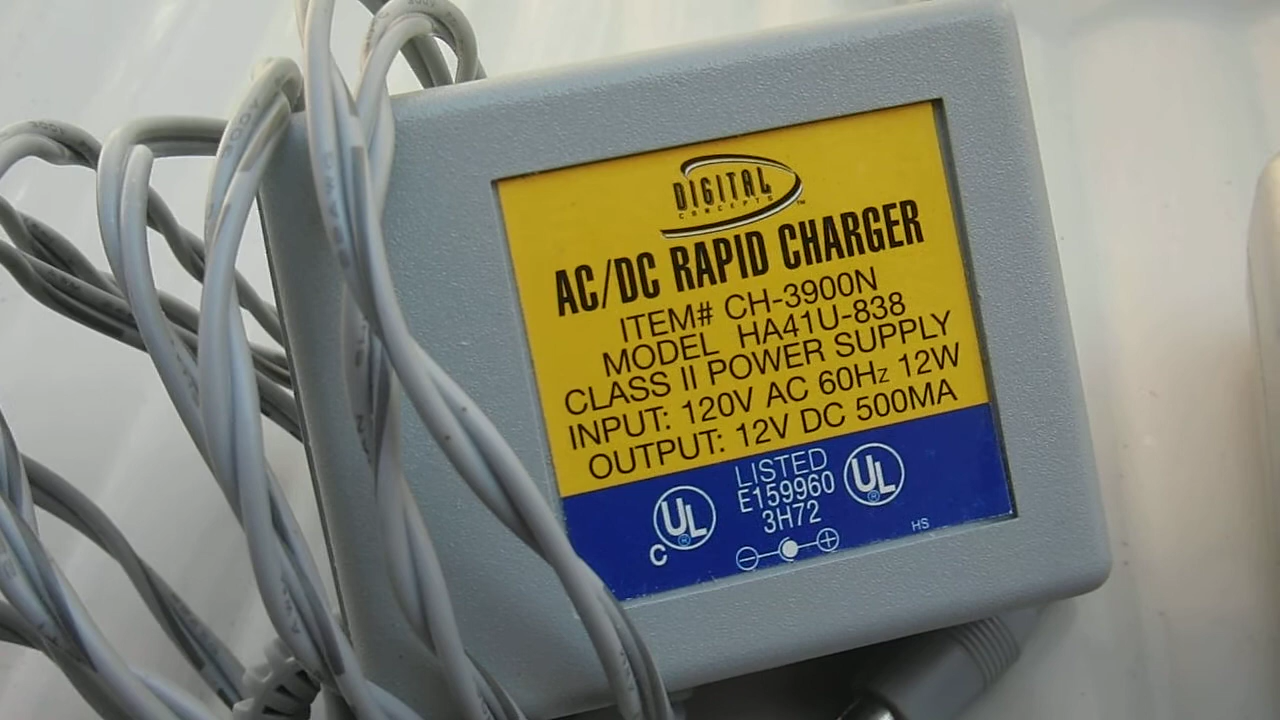 DIGITAL
CONCEPTS™
AC/DC RAPID CHARGER
ITEM# CH-3900N
MODEL HA41U-838
CLASS II POWER SUPPLY
INPUT: 120V AC 60Hz 12W
OUTPUT: 12V DC 500MA
LISTED
E159960
3H72
C UL® UL®
HS